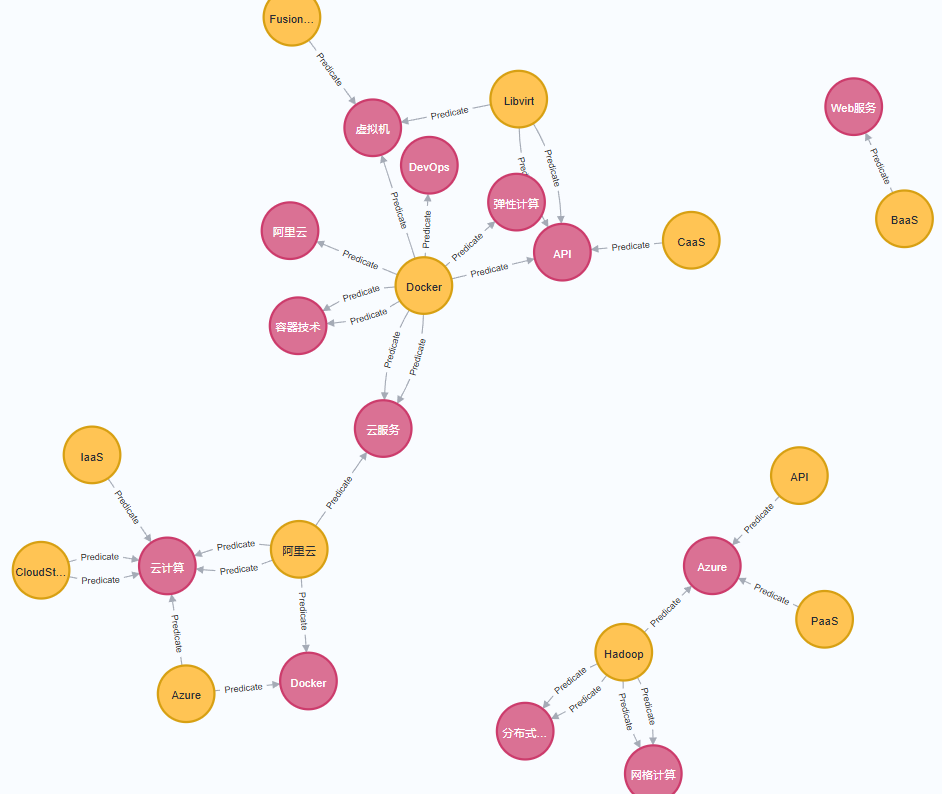 Fusion...
Predicate
Libvirt
Predicate
Web服务
虚拟机
DevOps
Predicate
Predicate
Predicate
BaaS
弹性计算
Predicate
Predicate
阿里云
Predicate
CaaS
Predicate
API
Predicate
Predicate
Predicate
Docker
Predicate
Predicate
容器技术
Predicate
Predicate
云服务
IaaS
API
Predicate
Predicate
Predicate
阿里云
Predicate
Predicate
CloudSt...
云计算
Predicate
Predicate
Azure
Predicate
PaaS
Predicate
Predicate
Predicate
Hadoop
Docker
Predicate
Azure
Predicate
Predicate
Predicate
Predicate
分布式...
网格计算